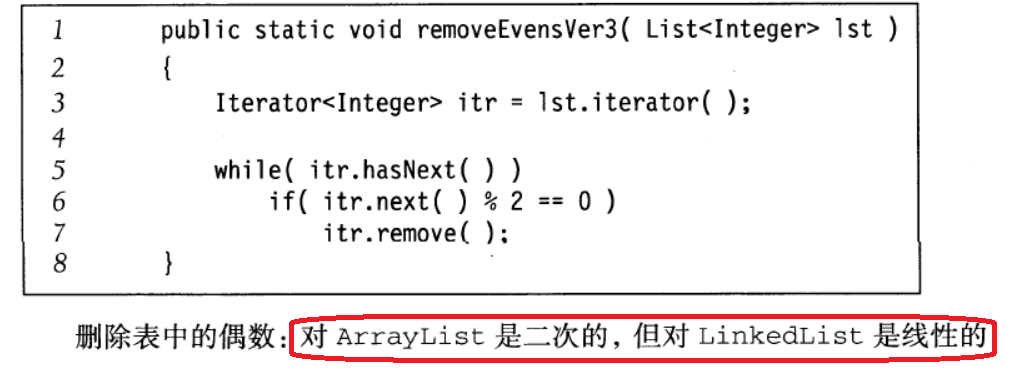 1 public static void removeEvensVer3( List<Integer> lst )
2 {
3 Iterator<Integer> itr = lst.iterator( );
4
5 while( itr.hasNext( ) )
6 if( itr.next( ) % 2 == 0 )
7 itr.remove( );
8 }
删除表中的偶数:对 ArrayList 是二次的,但对 LinkedList 是线性的